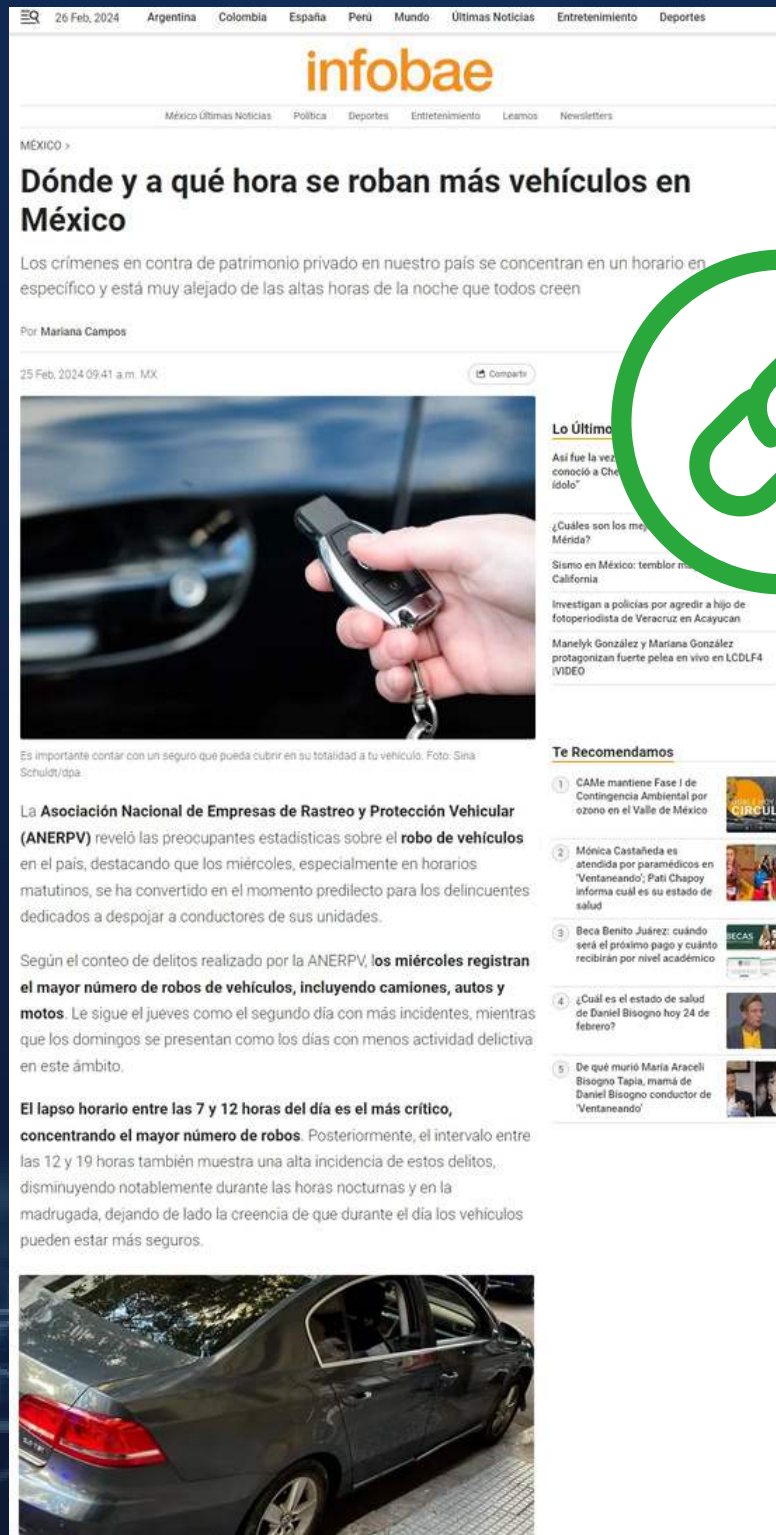 26 Feb, 2024 Argentina Colombia España Perú Mundo Últimas Noticias Entretenimiento Deportes
infobae
México Últimas Noticias Política Deportes Entretenimiento Leamos Newsletters
MÉXICO >
Dónde y a qué hora se roban más vehículos en
México
Los crímenes en contra de patrimonio privado en nuestro país se concentran en un horario en
específico y está muy alejado de las altas horas de la noche que todos creen
Por Mariana Campos
25 Feb, 2024 09:41 a.m. MX
Compartir
Es importante contar con un seguro que pueda cubrir en su totalidad a tu vehículo. Foto: Sina
Schuldt/dpa
La Asociación Nacional de Empresas de Rastreo y Protección Vehicular
(ANERPV) reveló las preocupantes estadísticas sobre el robo de vehículos
en el país, destacando que los miércoles, especialmente en horarios
matutinos, se ha convertido en el momento predilecto para los delincuentes
dedicados a despojar a conductores de sus unidades.
Según el conteo de delitos realizado por la ANERPV, los miércoles registran
el mayor número de robos de vehículos, incluyendo camiones, autos y
motos. Le sigue el jueves como el segundo día con más incidentes, mientras
que los domingos se presentan como los días con menos actividad delictiva
en este ámbito.
El lapso horario entre las 7 y 12 horas del día es el más crítico,
concentrando el mayor número de robos. Posteriormente, el intervalo entre
las 12 y 19 horas también muestra una alta incidencia de estos delitos,
disminuyendo notablemente durante las horas nocturnas y en la
madrugada, dejando de lado la creencia de que durante el día los vehículos
pueden estar más seguros.
Lo Último
Así fue la vez
conoció a Che
ídolo"
¿Cuáles son los
Mérida?
Sismo en México: temblor
California
Investigan a policías por agredir a hijo de
fotoperiodista de Veracruz en Acayucan
Manelyk González y Mariana González
protagonizan fuerte pelea en vivo en LCDLF4
|VIDEO
Te Recomendamos
1 CAMe mantiene Fase I de
Contingencia Ambiental por
ozono en el Valle de México
2 Mónica Castañeda es
atendida por paramédicos en
'Ventaneando'; Pati Chapoy
informa cuál es su estado de
salud
3 Beca Benito Juárez: cuándo
será el próximo pago y cuánto
recibirán por nivel académico
4 ¿Cuál es el estado de salud
de Daniel Bisogno hoy 24 de
febrero?
5 De qué murió María Araceli
Bisogno Tapia, mamá de
Daniel Bisogno conductor de
'Ventaneando'